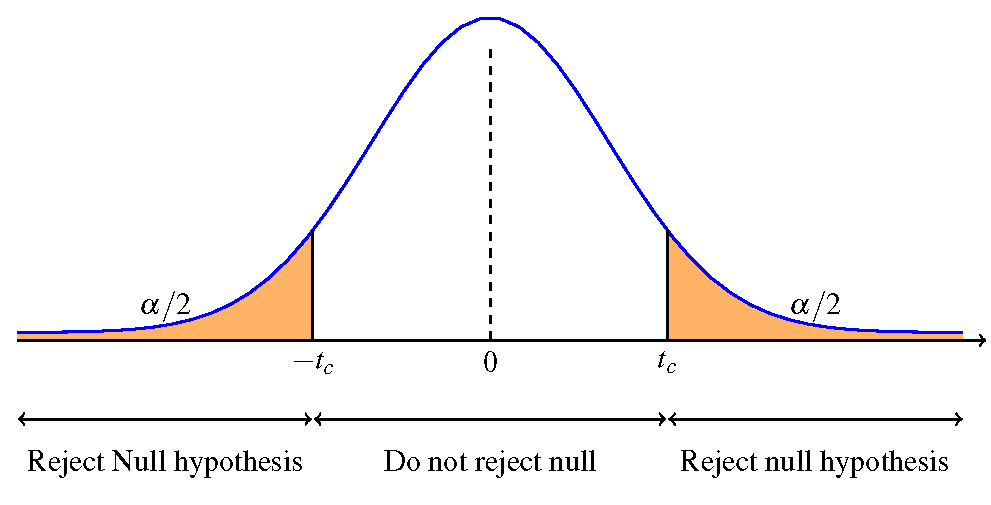 α/2 α/2
−t_c 0 t_c
Reject Null hypothesis Do not reject null Reject null hypothesis